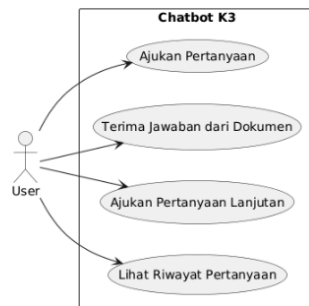 Chatbot K3
Ajukan Pertanyaan
Terima Jawaban dari Dokumen
User
Ajukan Pertanyaan Lanjutan
Lihat Riwayat Pertanyaan